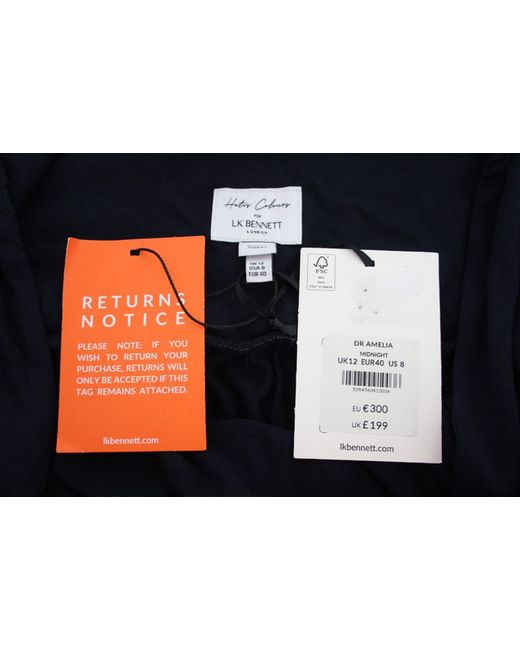 Hatis Colours
FOR
LK BENNETT
LONDON
UK 12
USA 8
EUR 40
RETURNS
NOTICE
PLEASE NOTE: IF YOU
WISH TO RETURN YOUR
PURCHASE, RETURNS WILL
ONLY BE ACCEPTED IF THIS
TAG REMAINS ATTACHED.
lkbennett.com
FSC
DR AMELIA
MIDNIGHT
UK12 EUR40 US 8
EU €300
UK £199
lkbennett.com